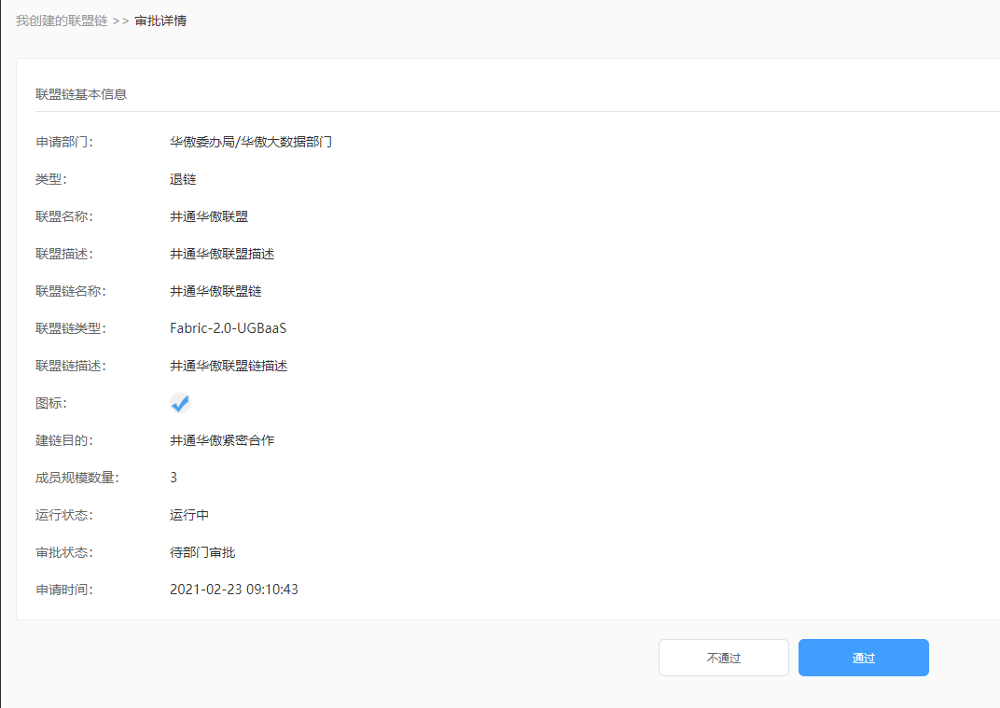 我创建的联盟链 >> 审批详情
联盟链基本信息
申请部门: 华傲委办局/华傲大数据部门
类型: 退链
联盟名称: 井通华傲联盟
联盟描述: 井通华傲联盟描述
联盟链名称: 井通华傲联盟链
联盟链类型: Fabric-2.0-UGBaaS
联盟链描述: 井通华傲联盟链描述
图标:
建链目的: 井通华傲紧密合作
成员规模数量: 3
运行状态: 运行中
审批状态: 待部门审批
申请时间: 2021-02-23 09:10:43
不通过 通过